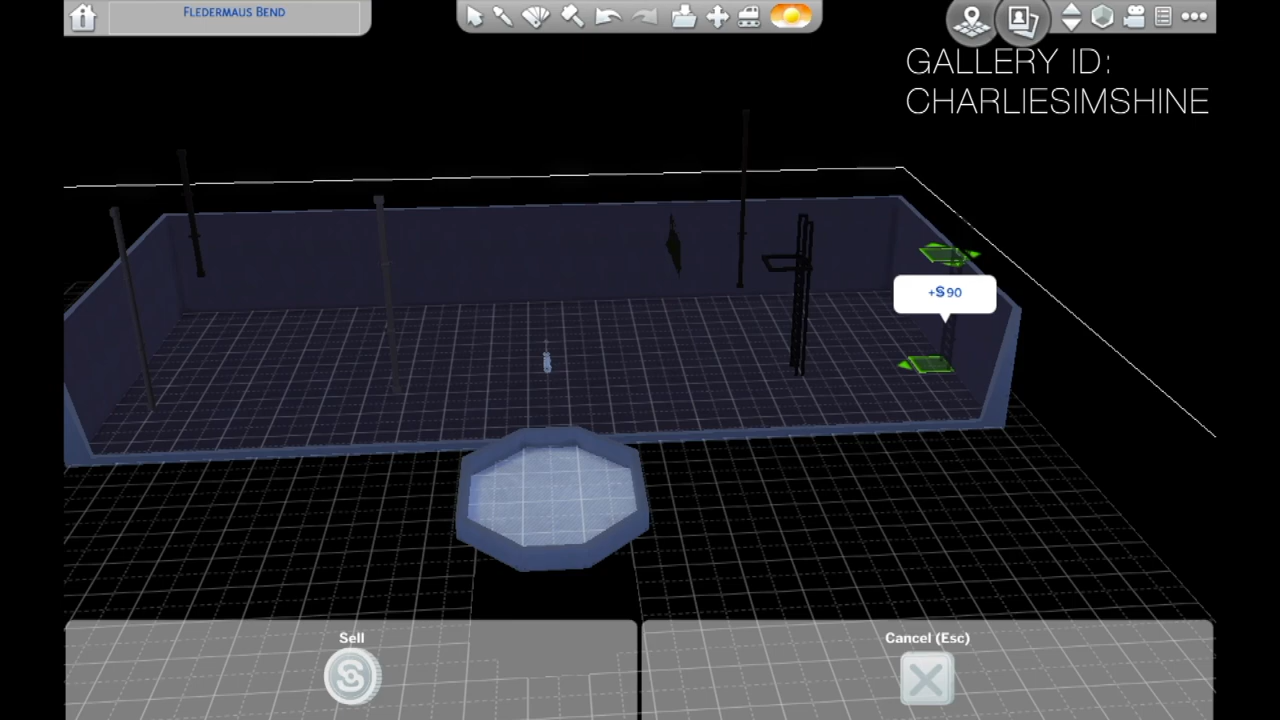 FLEDERMAUS BEND
GALLERY ID:
CHARLIESIMSHINE
+§90
Sell
Cancel (Esc)